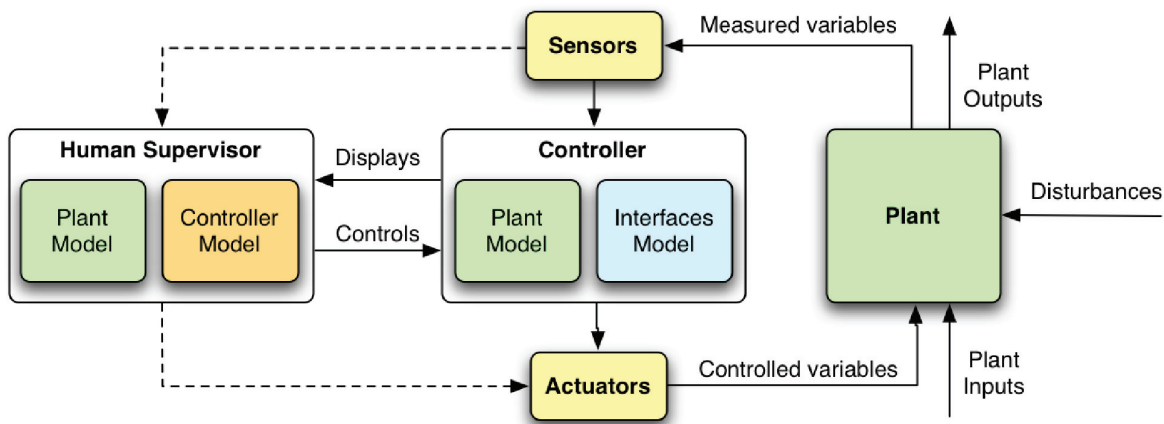 Sensors
Measured variables
Plant
Outputs
Human Supervisor
Plant
Model
Controller
Model
Displays
Controls
Controller
Plant
Model
Interfaces
Model
Plant
Disturbances
Actuators
Controlled variables
Plant
Inputs